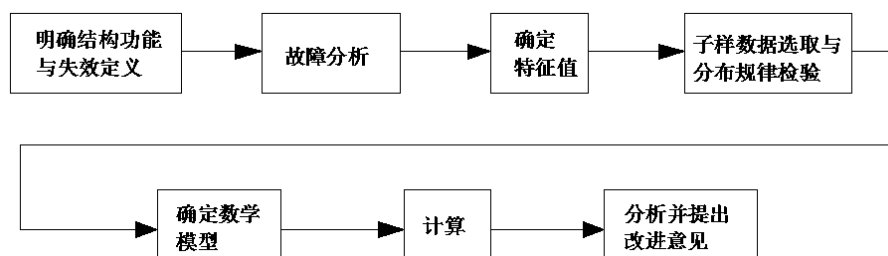 明确结构功能
与失效定义
故障分析
确定
特征值
子样数据选取与
分布规律检验
确定数学
模型
计算
分析并提出
改进意见